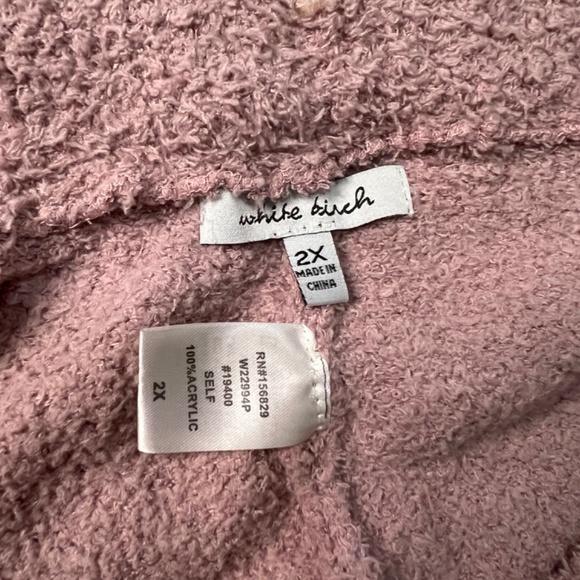 white birch
2X
MADE IN
CHINA
RN#156829
W22994P
#19400
SELF
100%ACRYLIC
2X